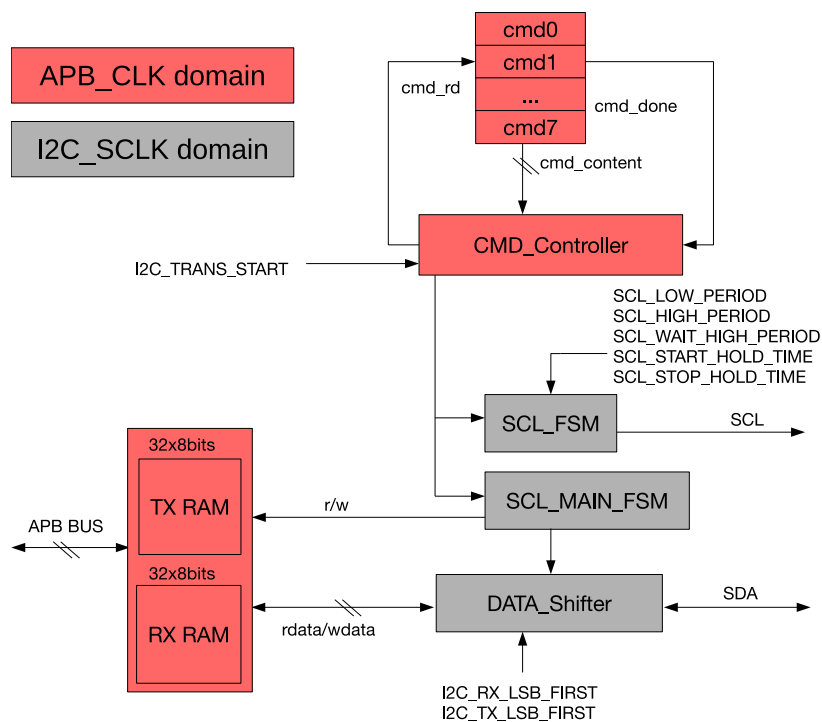 cmd0
APB_CLK domain
cmd1
cmd_rd
...
cmd_done
cmd7
I2C_SCLK domain
cmd_content
CMD_Controller
I2C_TRANS_START
SCL_LOW_PERIOD
SCL_HIGH_PERIOD
SCL_WAIT_HIGH_PERIOD
SCL_START_HOLD_TIME
SCL_STOP_HOLD_TIME
SCL_FSM
SCL
32x8bits
TX RAM
r/w
SCL_MAIN_FSM
APB BUS
32x8bits
RX RAM
rdata/wdata
DATA_Shifter
SDA
I2C_RX_LSB_FIRST
I2C_TX_LSB_FIRST